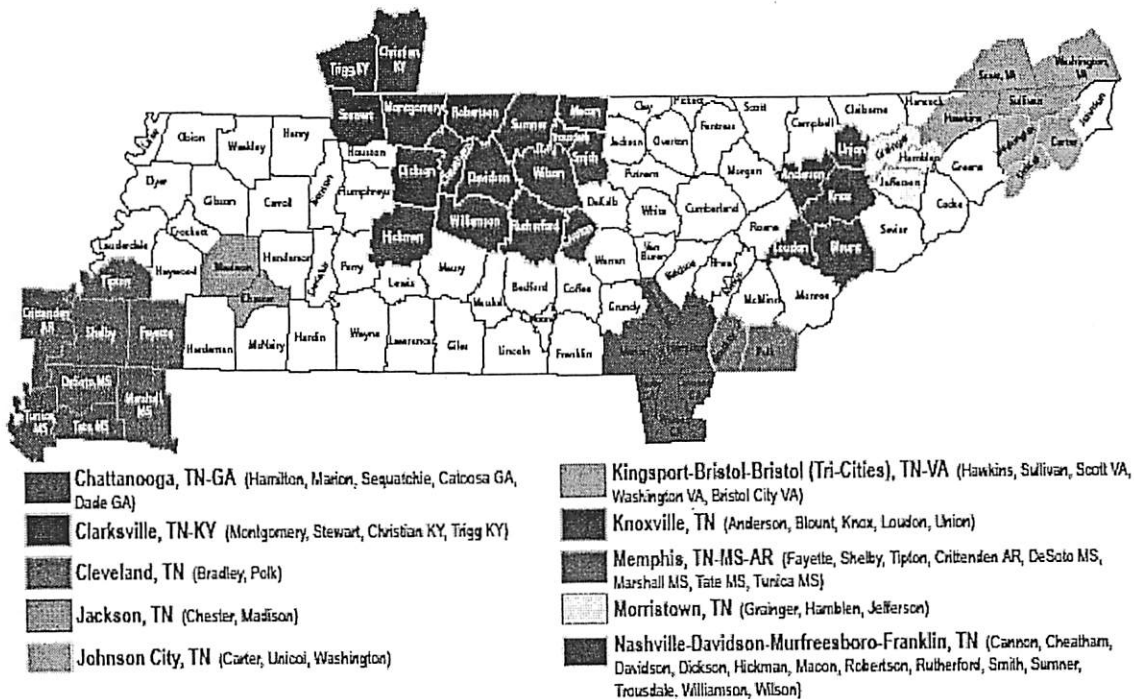 Christian, KY
Trigg, KY
Scott, VA
Washington, VA
Stewart
Montgomery
Robertson
Sumner
Macon
Clay
Pickett
Scott
Campbell
Claiborne
Hancock
Hawkins
Sullivan
Johnson
Lake
Obion
Weakley
Henry
Houston
Smith
Jackson
Overton
Fentress
Union
Grainger
Hamblen
Carter
Greene
Dyer
Gibson
Carroll
Benton
Humphreys
Dickson
Davidson
Wilson
Putnam
Morgan
Anderson
Knox
Jefferson
Cocke
Lauderdale
Crockett
Haywood
Madison
Henderson
Perry
Hickman
Williamson
Rutherford
DeKalb
White
Cumberland
Roane
Loudon
Blount
Sevier
Tipton
Chester
Lewis
Maury
Bedford
Coffee
Warren
Van
Buren
Rhea
McMinn
Monroe
Crittenden
AR
Shelby
Fayette
Hardeman
McNairy
Hardin
Wayne
Lawrence
Giles
Lincoln
Moore
Franklin
Grundy
Marion
Polk
DeSoto, MS
Marshall,
MS
Tunica,
MS
Tate, MS
Chattanooga, TN-GA (Hamilton, Marion, Sequatchie, Catoosa GA,
Dade GA)
Clarksville, TN-KY (Montgomery, Stewart, Christian KY, Trigg KY)
Cleveland, TN (Bradley, Polk)
Jackson, TN (Chester, Madison)
Johnson City, TN (Carter, Unicoi, Washington)
Kingsport-Bristol-Bristol (Tri-Cities), TN-VA (Hawkins, Sullivan, Scott VA,
Washington VA, Bristol City VA)
Knoxville, TN (Anderson, Blount, Knox, Loudon, Union)
Memphis, TN-MS-AR (Fayette, Shelby, Tipton, Crittenden AR, DeSoto MS,
Marshall MS, Tate MS, Tunica MS)
Morristown, TN (Grainger, Hamblen, Jefferson)
Nashville-Davidson-Murfreesboro-Franklin, TN (Cannon, Cheatham,
Davidson, Dickson, Hickman, Macon, Robertson, Rutherford, Smith, Sumner,
Trousdale, Williamson, Wilson)